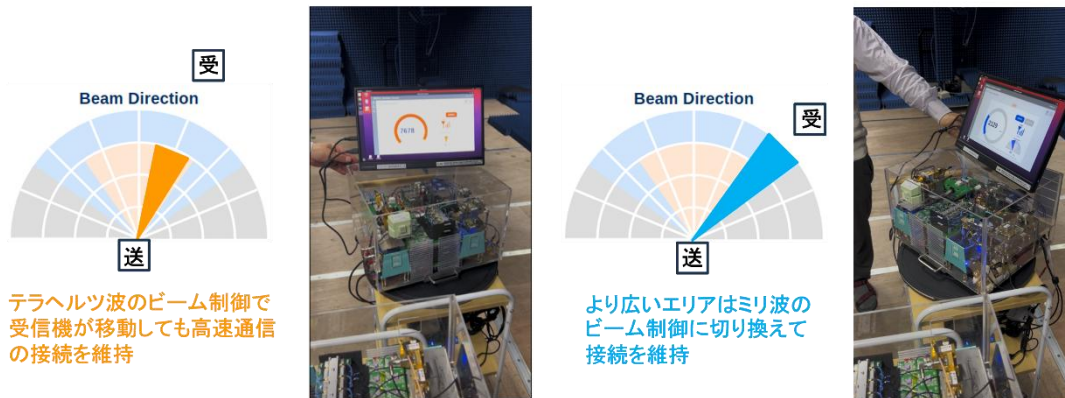 受
Beam Direction
送
テラヘルツ波のビーム制御で
受信機が移動しても高速通信
の接続を維持
7678
Beam Direction
受
送
より広いエリアはミリ波の
ビーム制御に切り換えて
接続を維持